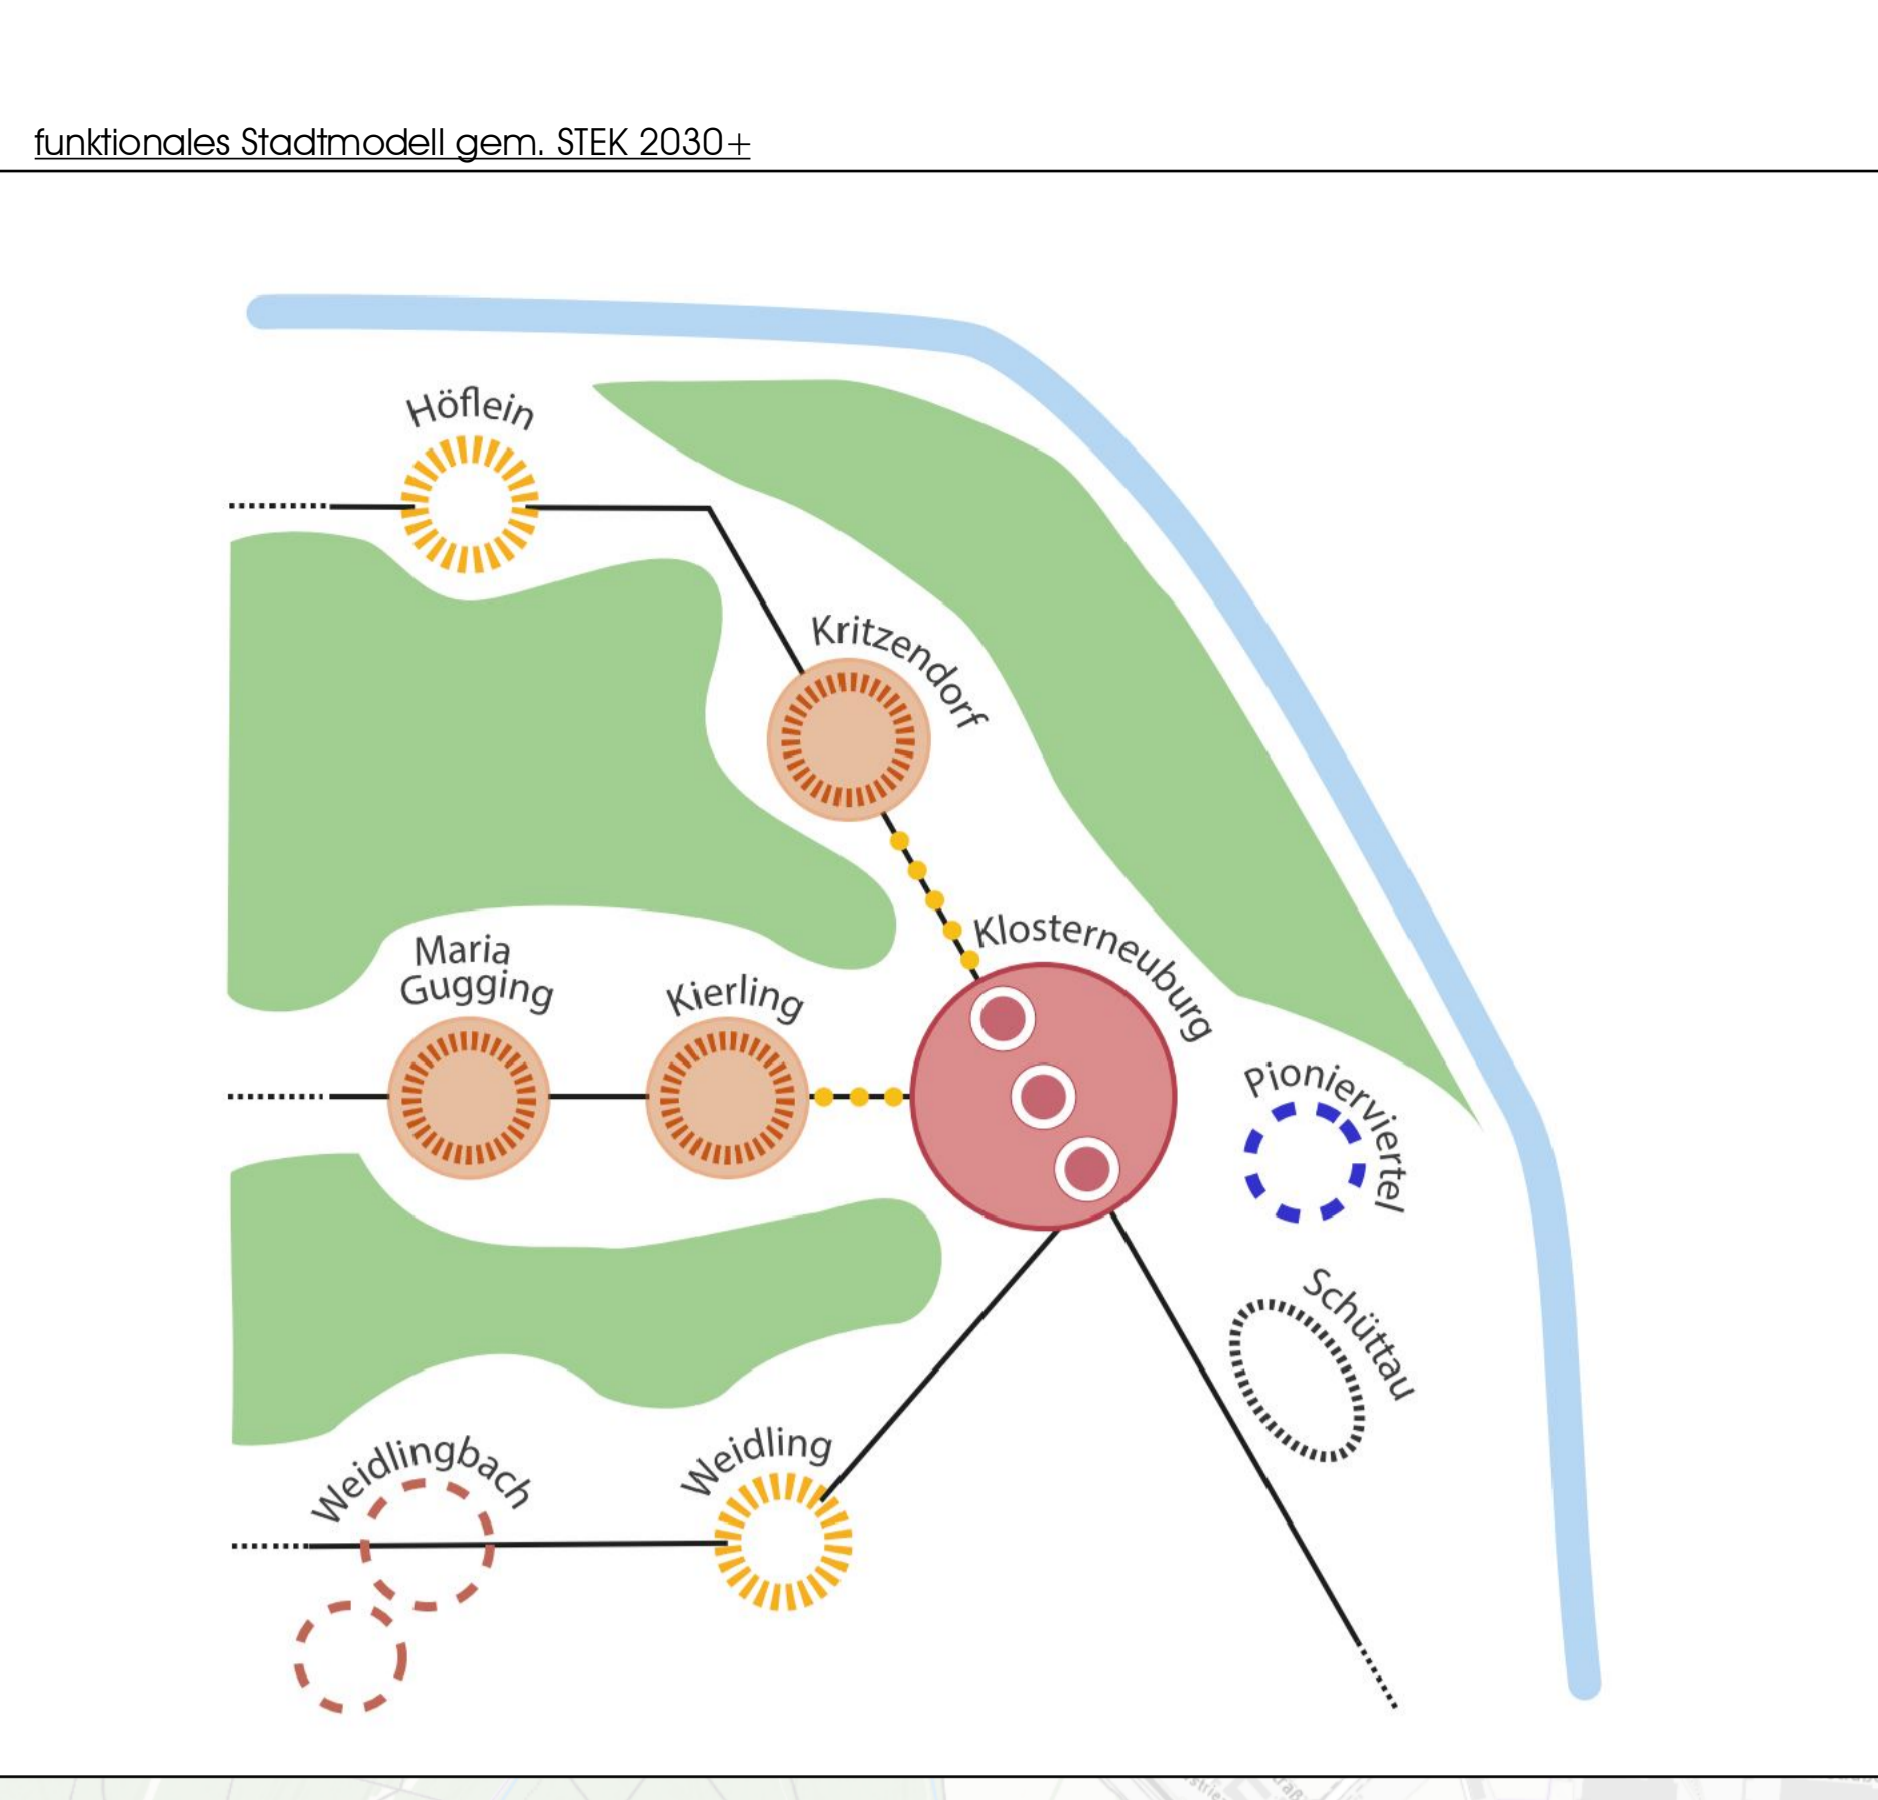 funktionales Stadtmodell gem. STEK 2030+
Höflein
Kritzendorf
Klosterneuburg
Maria
Gugging
Kierling
Pionierviertel
Schüttau
Weidling
Weidlingbach